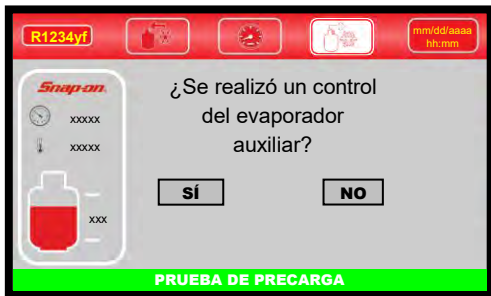 R1234yf
mm/dd/aaaa
hh:mm
Snap-on
xxxxx
xxxxx
xxx
¿Se realizó un control
del evaporador
auxiliar?
SÍ
NO
PRUEBA DE PRECARGA